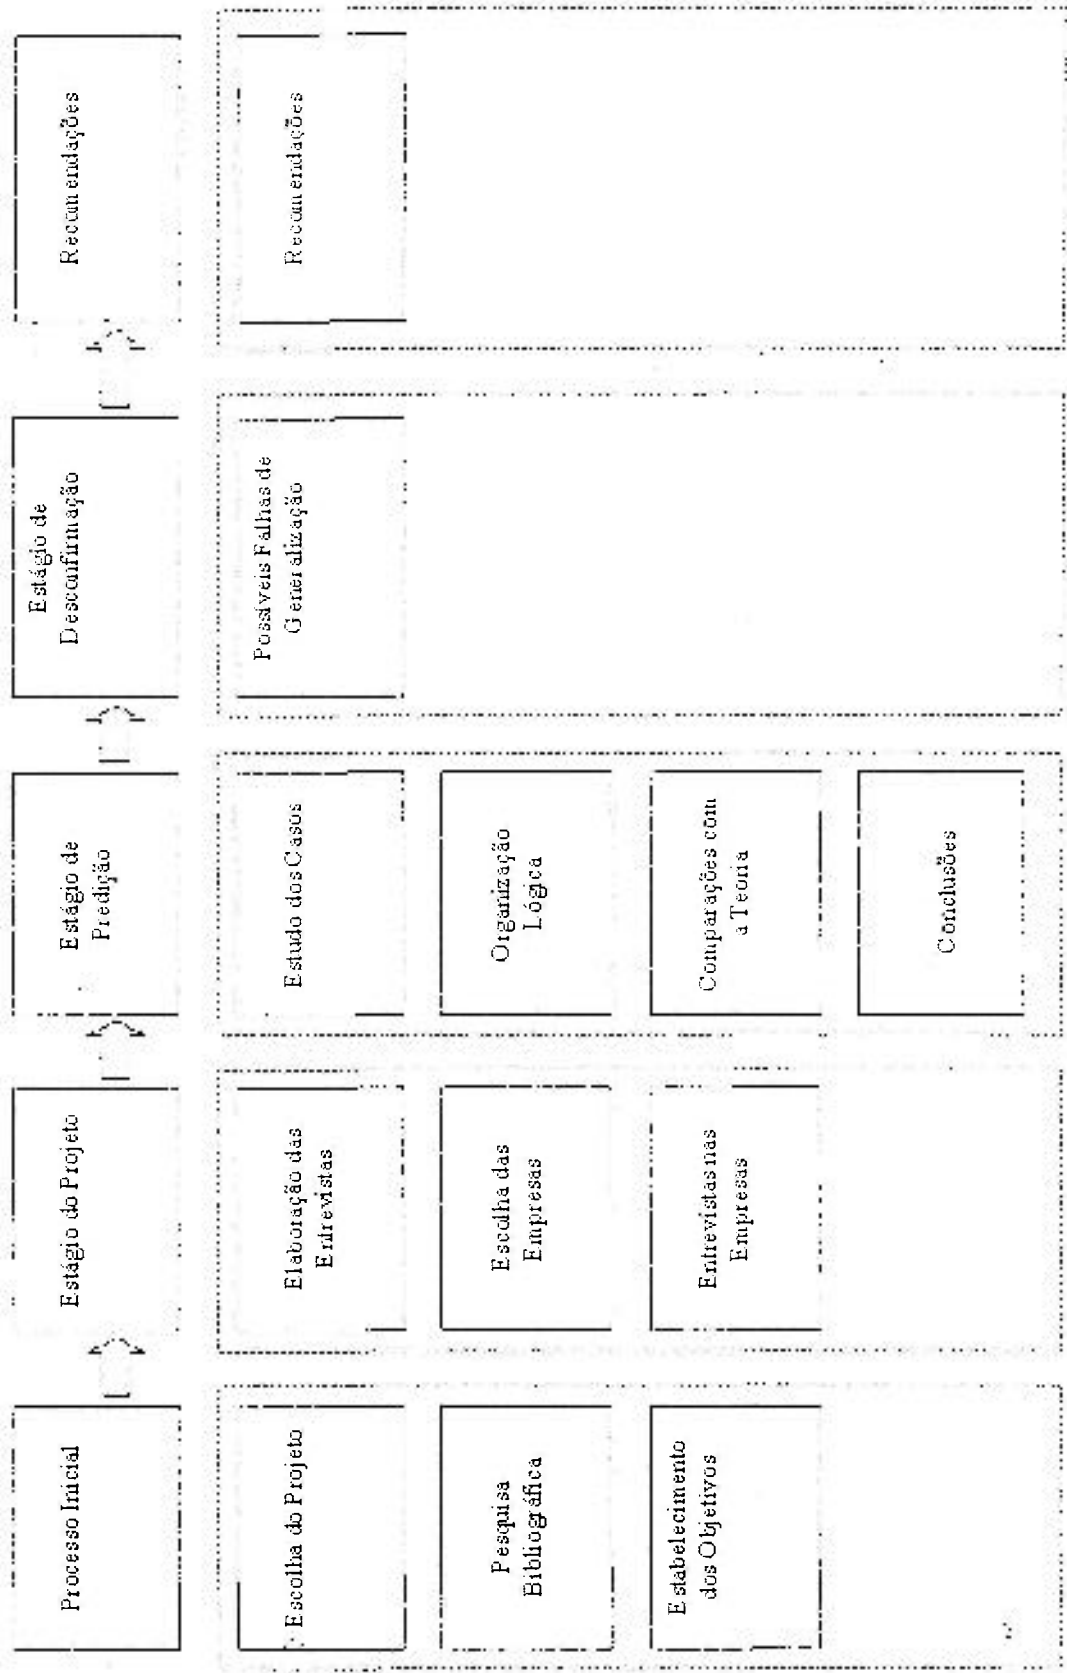 Processo Inicial
Estágio do Projeto
Estágio de
Predição
Estágio de
Desconfirmação
Recomendações
Escolha do Projeto
Pesquisa
Bibliográfica
Estabelecimento
dos Objetivos
Elaboração das
Entrevistas
Escolha das
Empresas
Entrevistas nas
Empresas
Estudo dos Casos
Organização
Lógica
Comparações com
a Teoria
Conclusões
Possíveis Falhas de
Generalização
Recomendações